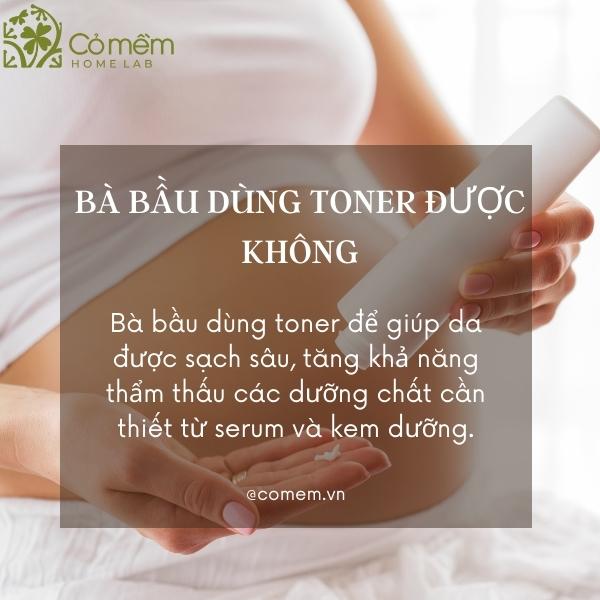 Cỏ mềm
HOME LAB
BÀ BẦU DÙNG TONER ĐƯỢC
KHÔNG
Bà bầu dùng toner để giúp da
được sạch sâu, tăng khả năng
thẩm thấu các dưỡng chất cần
thiết từ serum và kem dưỡng.
@comem.vn